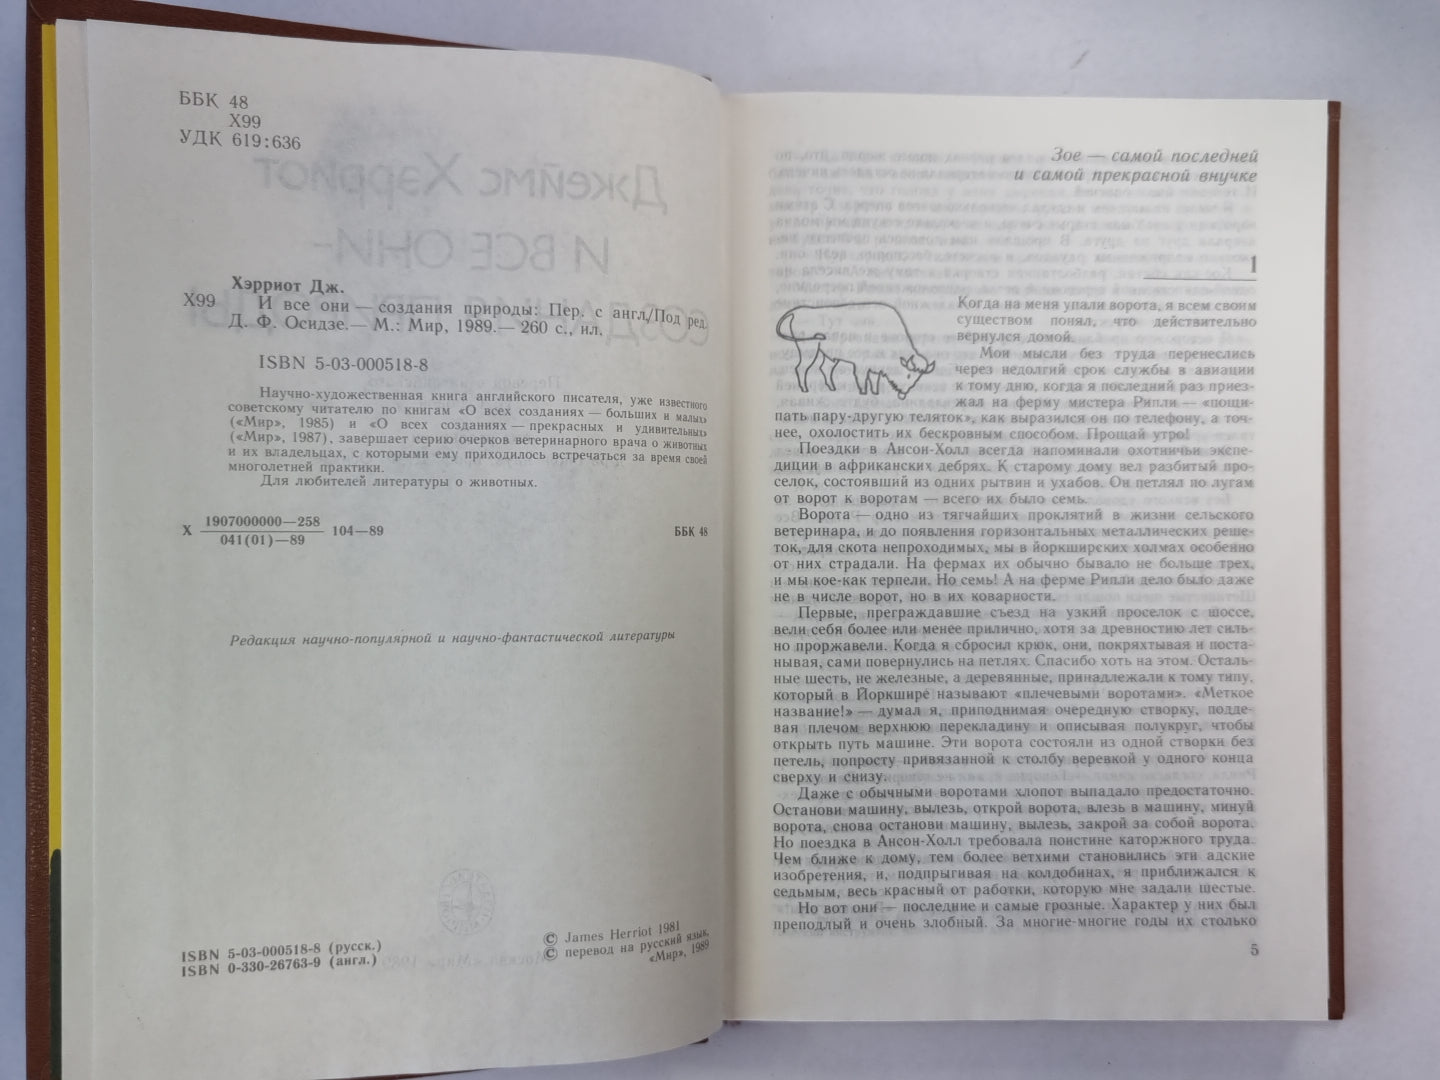 ББК 48
Х99
УДК 619:636
Хэрриот Дж.
Х99 И все они — создания природы: Пер. с англ./Под ред.
Д. Ф. Осидзе.— М.: Мир, 1989.— 260 с., ил.
ISBN 5-03-000518-8
Научно-художественная книга английского писателя, уже известного
советскому читателю по книгам «О всех созданиях — больших и малых»
(«Мир», 1985) и «О всех созданиях — прекрасных и удивительных»
(«Мир», 1987), завершает серию очерков ветеринарного врача о животных
и их владельцах, с которыми ему приходилось встречаться за время своей
многолетней практики.
Для любителей литературы о животных.
Х 1907000000—258 104—89 ББК 48
041(01)—89
Редакция научно-популярной и научно-фантастической литературы
ISBN 5-03-000518-8 (русск.)
ISBN 0-330-26763-9 (англ.)
© James Herriot 1981
© перевод на русский язык,
«Мир», 1989
Зое — самой последней
и самой прекрасной внучке
1
Когда на меня упали ворота, я всем своим
существом понял, что действительно
вернулся домой.
Мои мысли без труда перенеслись
через недолгий срок службы в авиации
к тому дню, когда я последний раз приез-
жал на ферму мистера Рипли — «пощи-
пать пару-другую теляток», как выразился он по телефону, а точ-
нее, охолостить их бескровным способом. Прощай утро!
Поездки в Ансон-Холл всегда напоминали охотничьи экспе-
диции в африканских дебрях. К старому дому вел разбитый про-
селок, состоявший из одних рытвин и ухабов. Он петлял по лугам
от ворот к воротам — всего их было семь.
Ворота — одно из тягчайших проклятий в жизни сельского
ветеринара, и до появления горизонтальных металлических реше-
ток, для скота непроходимых, мы в йоркширских холмах особенно
от них страдали. На фермах их обычно бывало не больше трех,
и мы кое-как терпели. Но семь! А на ферме Рипли дело было даже
не в числе ворот, но в их коварности.
Первые, преграждавшие съезд на узкий проселок с шоссе,
вели себя более или менее прилично, хотя за древностию лет силь-
но проржавели. Когда я сбросил крюк, они, покряхтывая и поста-
нывая, сами повернулись на петлях. Спасибо хоть на этом. Осталь-
ные шесть, не железные, а деревянные, принадлежали к тому типу,
который в Йоркшире называют «плечевыми воротами». «Меткое
название!» — думал я, приподнимая очередную створку, подде-
вая плечом верхнюю перекладину и описывая полукруг, чтобы
открыть путь машине. Эти ворота состояли из одной створки без
петель, попросту привязанной к столбу веревкой у одного конца
сверху и снизу.
Даже с обычными воротами хлопот выпадало предостаточно.
Останови машину, вылезь, открой ворота, влезь в машину, минуй
ворота, снова останови машину, вылезь, закрой за собой ворота.
Но поездка в Ансон-Холл требовала поистине каторжного труда.
Чем ближе к дому, тем более ветхими становились эти адские
изобретения, и, подпрыгивая на колдобинах, я приближался к
седьмым, весь красный от работки, которую мне задали шестые.
Но вот они — последние и самые грозные. Характер у них был
преподлый и очень злобный. За многие-многие годы их столько
5